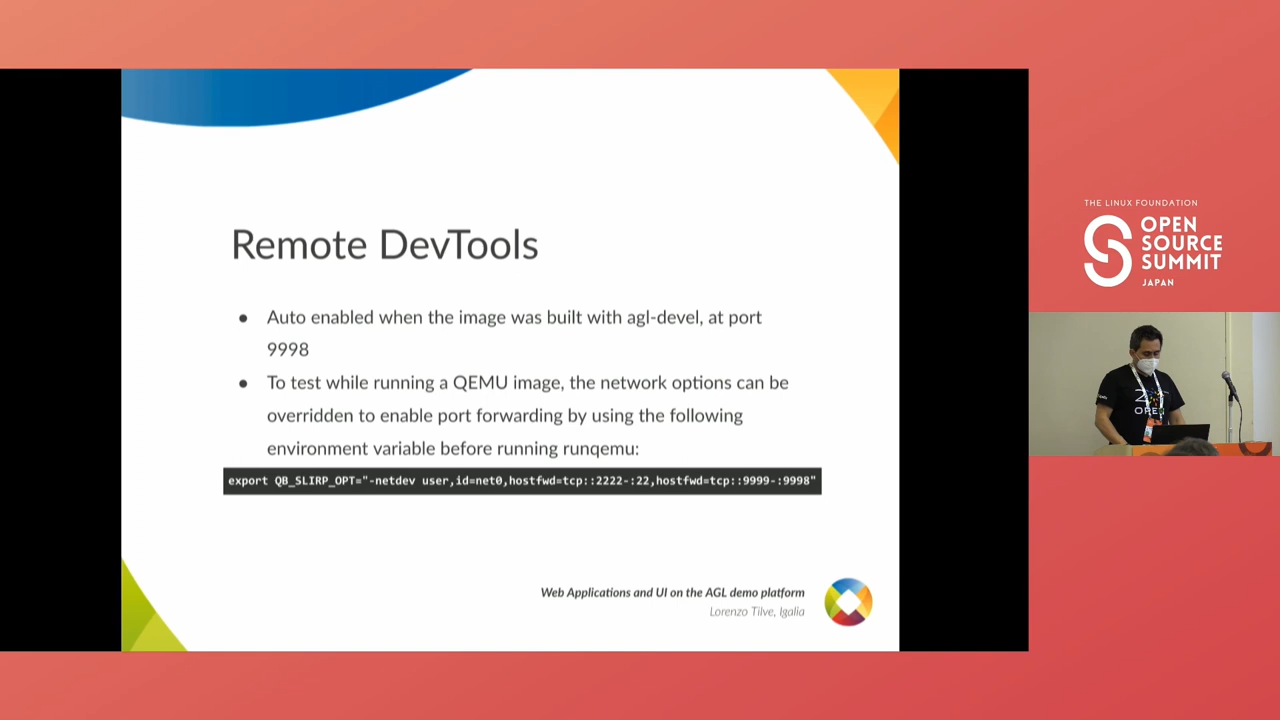 Remote DevTools
● Auto enabled when the image was built with agl-devel, at port
9998
● To test while running a QEMU image, the network options can be
overridden to enable port forwarding by using the following
environment variable before running runqemu:
export QB_SLIRP_OPT="-netdev user,id=net0,hostfwd=tcp::2222-:22,hostfwd=tcp::9999-:9998"
Web Applications and UI on the AGL demo platform
Lorenzo Tilve, Igalia
THE LINUX FOUNDATION
OPEN
SOURCE
SUMMIT
JAPAN